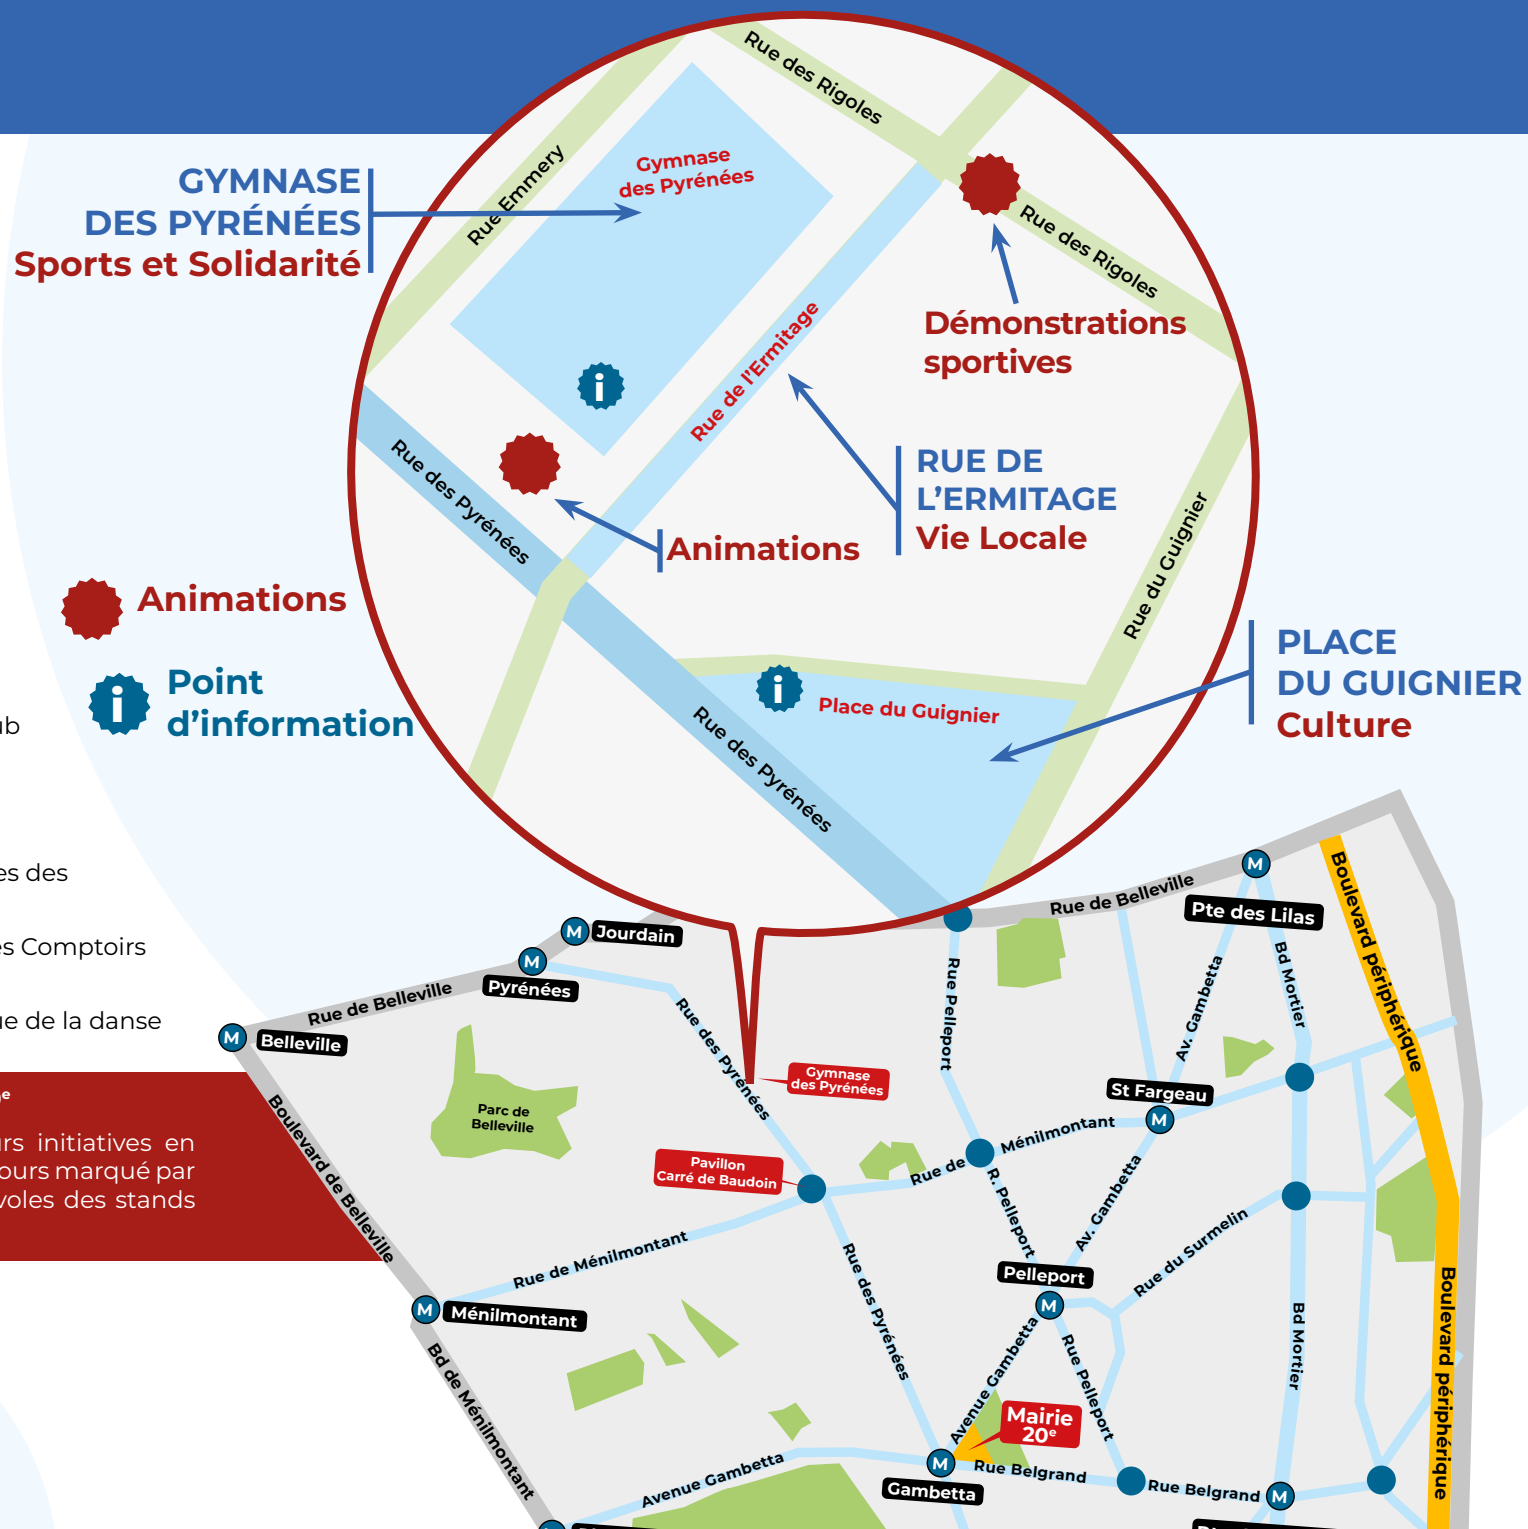 Rue des Rigoles
Rue Emmery
Gymnase
des Pyrénées
GYMNASE
DES PYRÉNÉES
Sports et Solidarité
Rue des Rigoles
Démonstrations
sportives
Rue de l'Ermitage
i
Rue des Pyrénées
RUE DE
L'ERMITAGE
Vie Locale
Animations
Rue du Guignier
Animations
i
Point
d'information
PLACE
DU GUIGNIER
Culture
i
Place du Guignier
Rue des Pyrénées
ub
es des
es Comptoirs
ue de la danse
e
urs initiatives en
ours marqué par
voles des stands
Rue de Belleville
M
Pte des Lilas
Boulevard périphérique
M
Jourdain
M
Pyrénées
Rue de Belleville
M
Belleville
Rue des Pyrénées
Rue Pelleport
Av. Gambetta
Bd Mortier
Gymnase
des Pyrénées
St Fargeau
M
Parc de
Belleville
Boulevard de Belleville
Pavillon
Carré de Baudoin
Rue de
Ménilmontant
R. Pelleport
Av. Gambetta
Rue du Surmelin
Rue de Ménilmontant
Rue des Pyrénées
Pelleport
M
M
Ménilmontant
Bd de Ménilmontant
Avenue Gambetta
Rue Pelleport
Bd Mortier
Boulevard périphérique
Mairie
20e
M
Gambetta
Rue Belgrand
Rue Belgrand
M
Avenue Gambetta